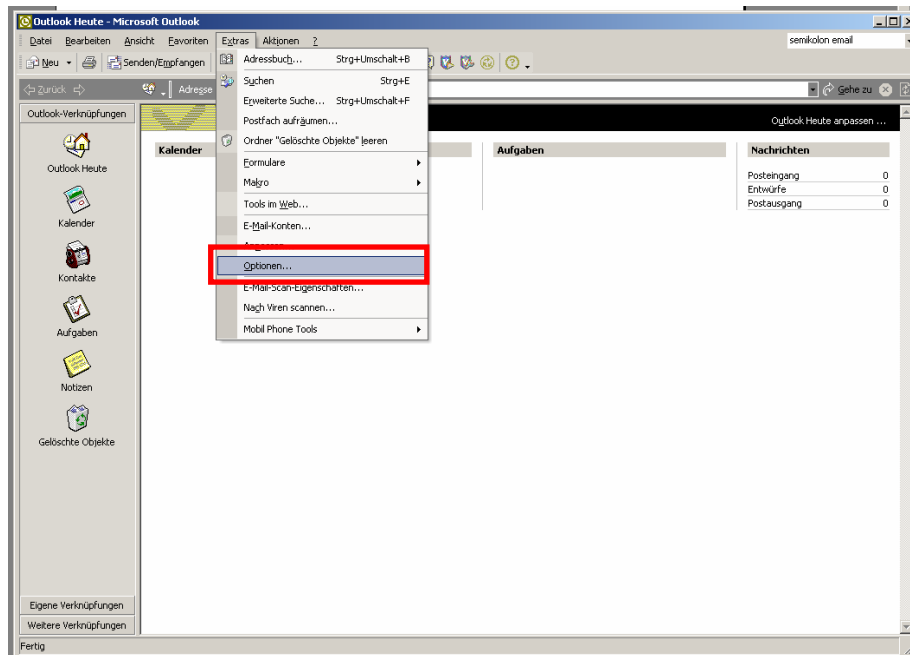 Outlook Heute - Microsoft Outlook
Datei Bearbeiten Ansicht Favoriten Extras Aktionen ?
semikolon email
Neu Senden/Empfangen
Zurück Adresse Gehe zu
Outlook-Verknüpfungen
Outlook Heute
Kalender
Kontakte
Aufgaben
Notizen
Gelöschte Objekte
Eigene Verknüpfungen
Weitere Verknüpfungen
Adressbuch... Strg+Umschalt+B
Suchen Strg+E
Erweiterte Suche... Strg+Umschalt+F
Postfach aufräumen...
Ordner "Gelöschte Objekte" leeren
Formulare
Makro
Tools im Web...
E-Mail-Konten...
Optionen...
E-Mail-Scan-Eigenschaften...
Nach Viren scannen...
Mobil Phone Tools
Outlook Heute anpassen ...
Kalender
Aufgaben
Nachrichten
Posteingang 0
Entwürfe 0
Postausgang 0
Fertig